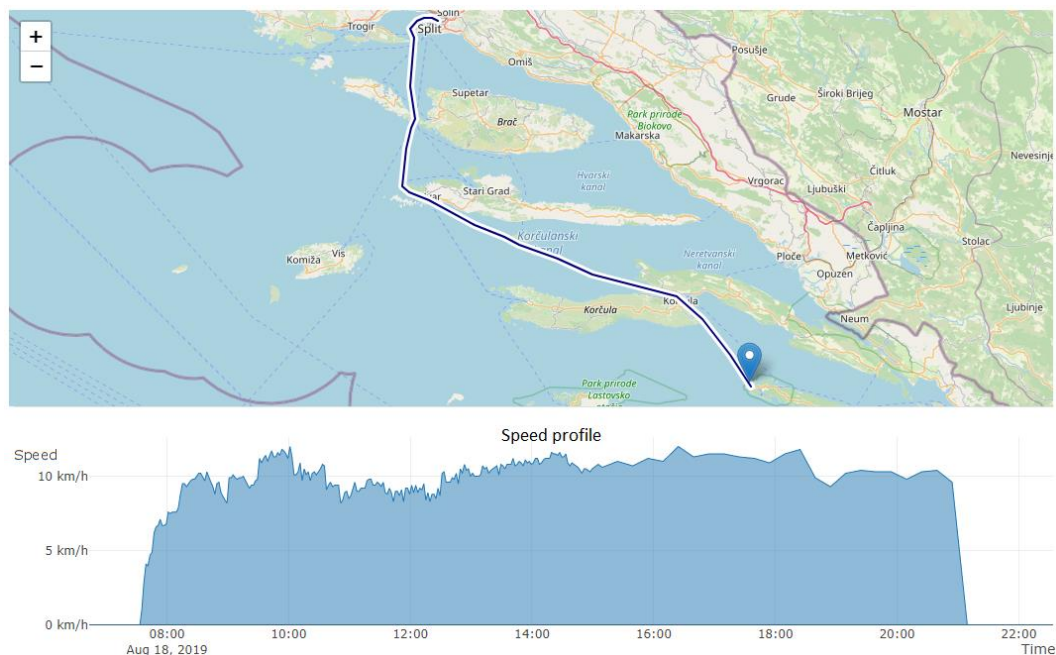 +
−
Solin
Trogir
Split
Omiš
Posušje
Supetar
Grude
Široki Brijeg
Mostar
Park prirode
Biokovo
Brač
Makarska
Nevesinje
Hvarski
kanal
Vrgorac
Ljubuški
Čitluk
Stari Grad
Čapljina
Stolac
Korčulanski
Komiža
Vis
Neretvanski
kanal
Ploče
Metković
Opuzen
Korčula
Neum
Ljubinje
Park prirode
Lastovsko
Speed profile
Speed
10 km/h
5 km/h
0 km/h
08:00 10:00 12:00 14:00 16:00 18:00 20:00 22:00
Aug 18, 2019
Time